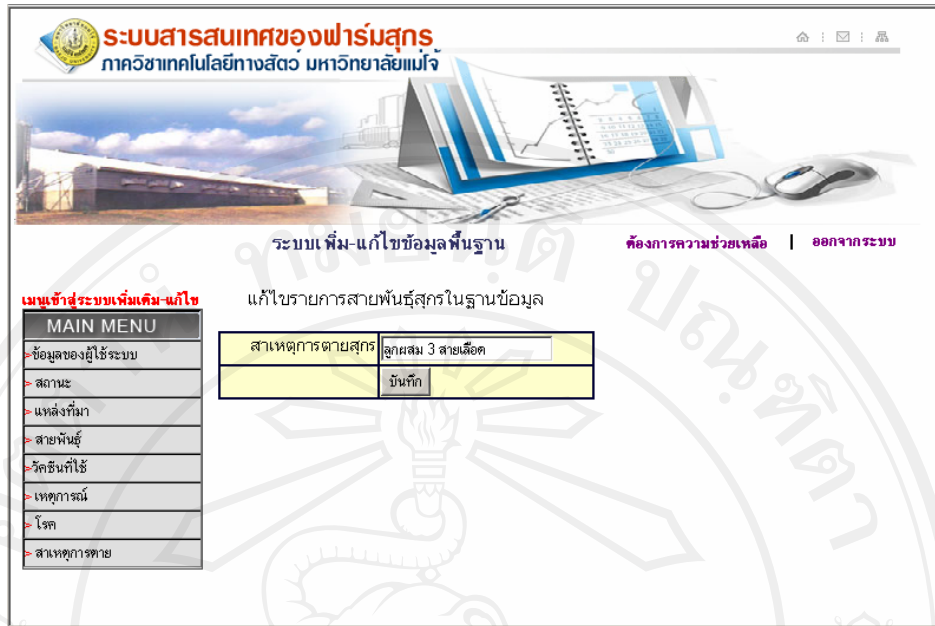 ระบบสารสนเทศของฟาร์มสุกร
ภาควิชาเทคโนโลยีทางสัตว์ มหาวิทยาลัยแม่โจ้
ระบบเพิ่ม-แก้ไขข้อมูลพื้นฐาน
ต้องการความช่วยเหลือ | ออกจากระบบ
เมนูเข้าสู่ระบบเพิ่มเติม-แก้ไข
MAIN MENU
>ข้อมูลของผู้ใช้ระบบ
> สถานะ
> แหล่งที่มา
> สายพันธุ์
>วัคซีนที่ใช้
> เหตุการณ์
> โรค
> สาเหตุการตาย
แก้ไขรายการสายพันธุ์สุกรในฐานข้อมูล
สาเหตุการตายสุกร ลูกผสม 3 สายเลือด
บันทึก